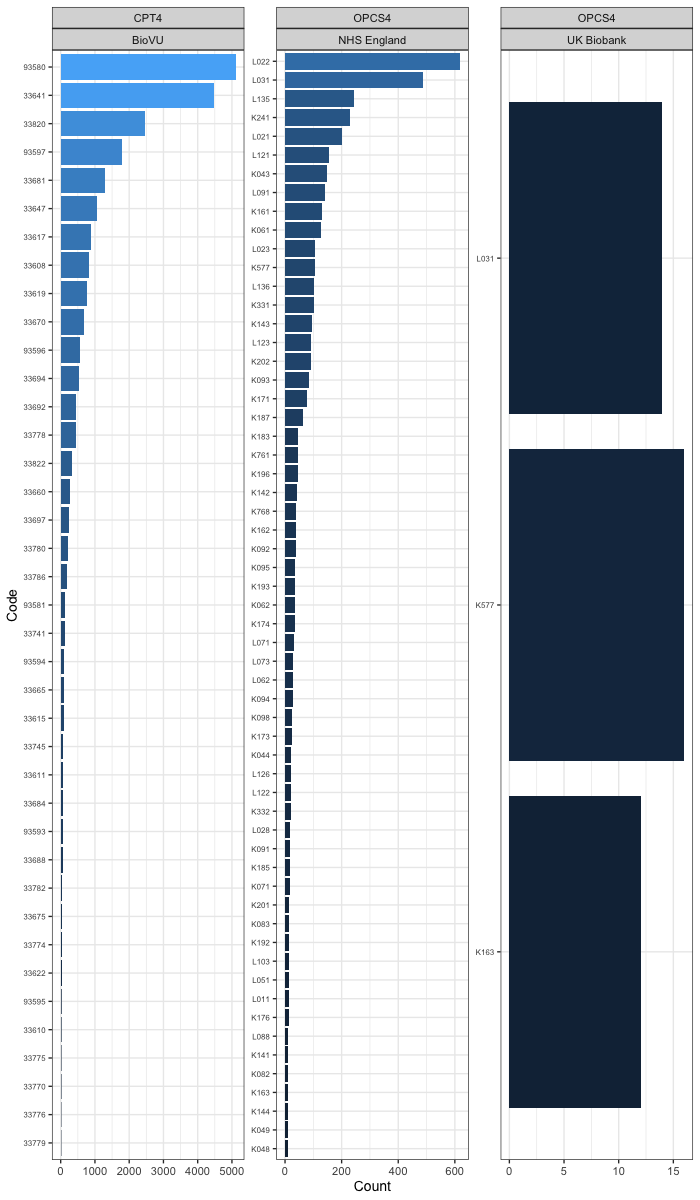 CPT4
OPCS4
OPCS4
BioVU
NHS England
UK Biobank
Code
93580
33641
33820
93597
33681
33647
33617
33608
33619
33670
93596
33694
33692
33778
33822
33660
33697
33780
33786
93581
33741
93594
33665
33615
33745
33611
33684
93593
33688
33782
33675
33774
33622
93595
33610
33775
33770
33776
33779
0 1000 2000 3000 4000 5000
L022
L031
L135
K241
L021
L121
K043
L091
K161
K061
L023
K577
L136
K331
K143
L123
K202
K093
K171
K187
K183
K761
K196
K142
K768
K162
K092
K095
K193
K062
K174
L071
L073
L062
K094
K098
K173
K044
L126
L122
K332
L028
K091
K185
K071
K201
K083
K192
L103
L051
L011
K176
L088
K141
K082
K163
K144
K049
K048
0 200 400 600
L031
K577
K163
0 5 10 15
Count